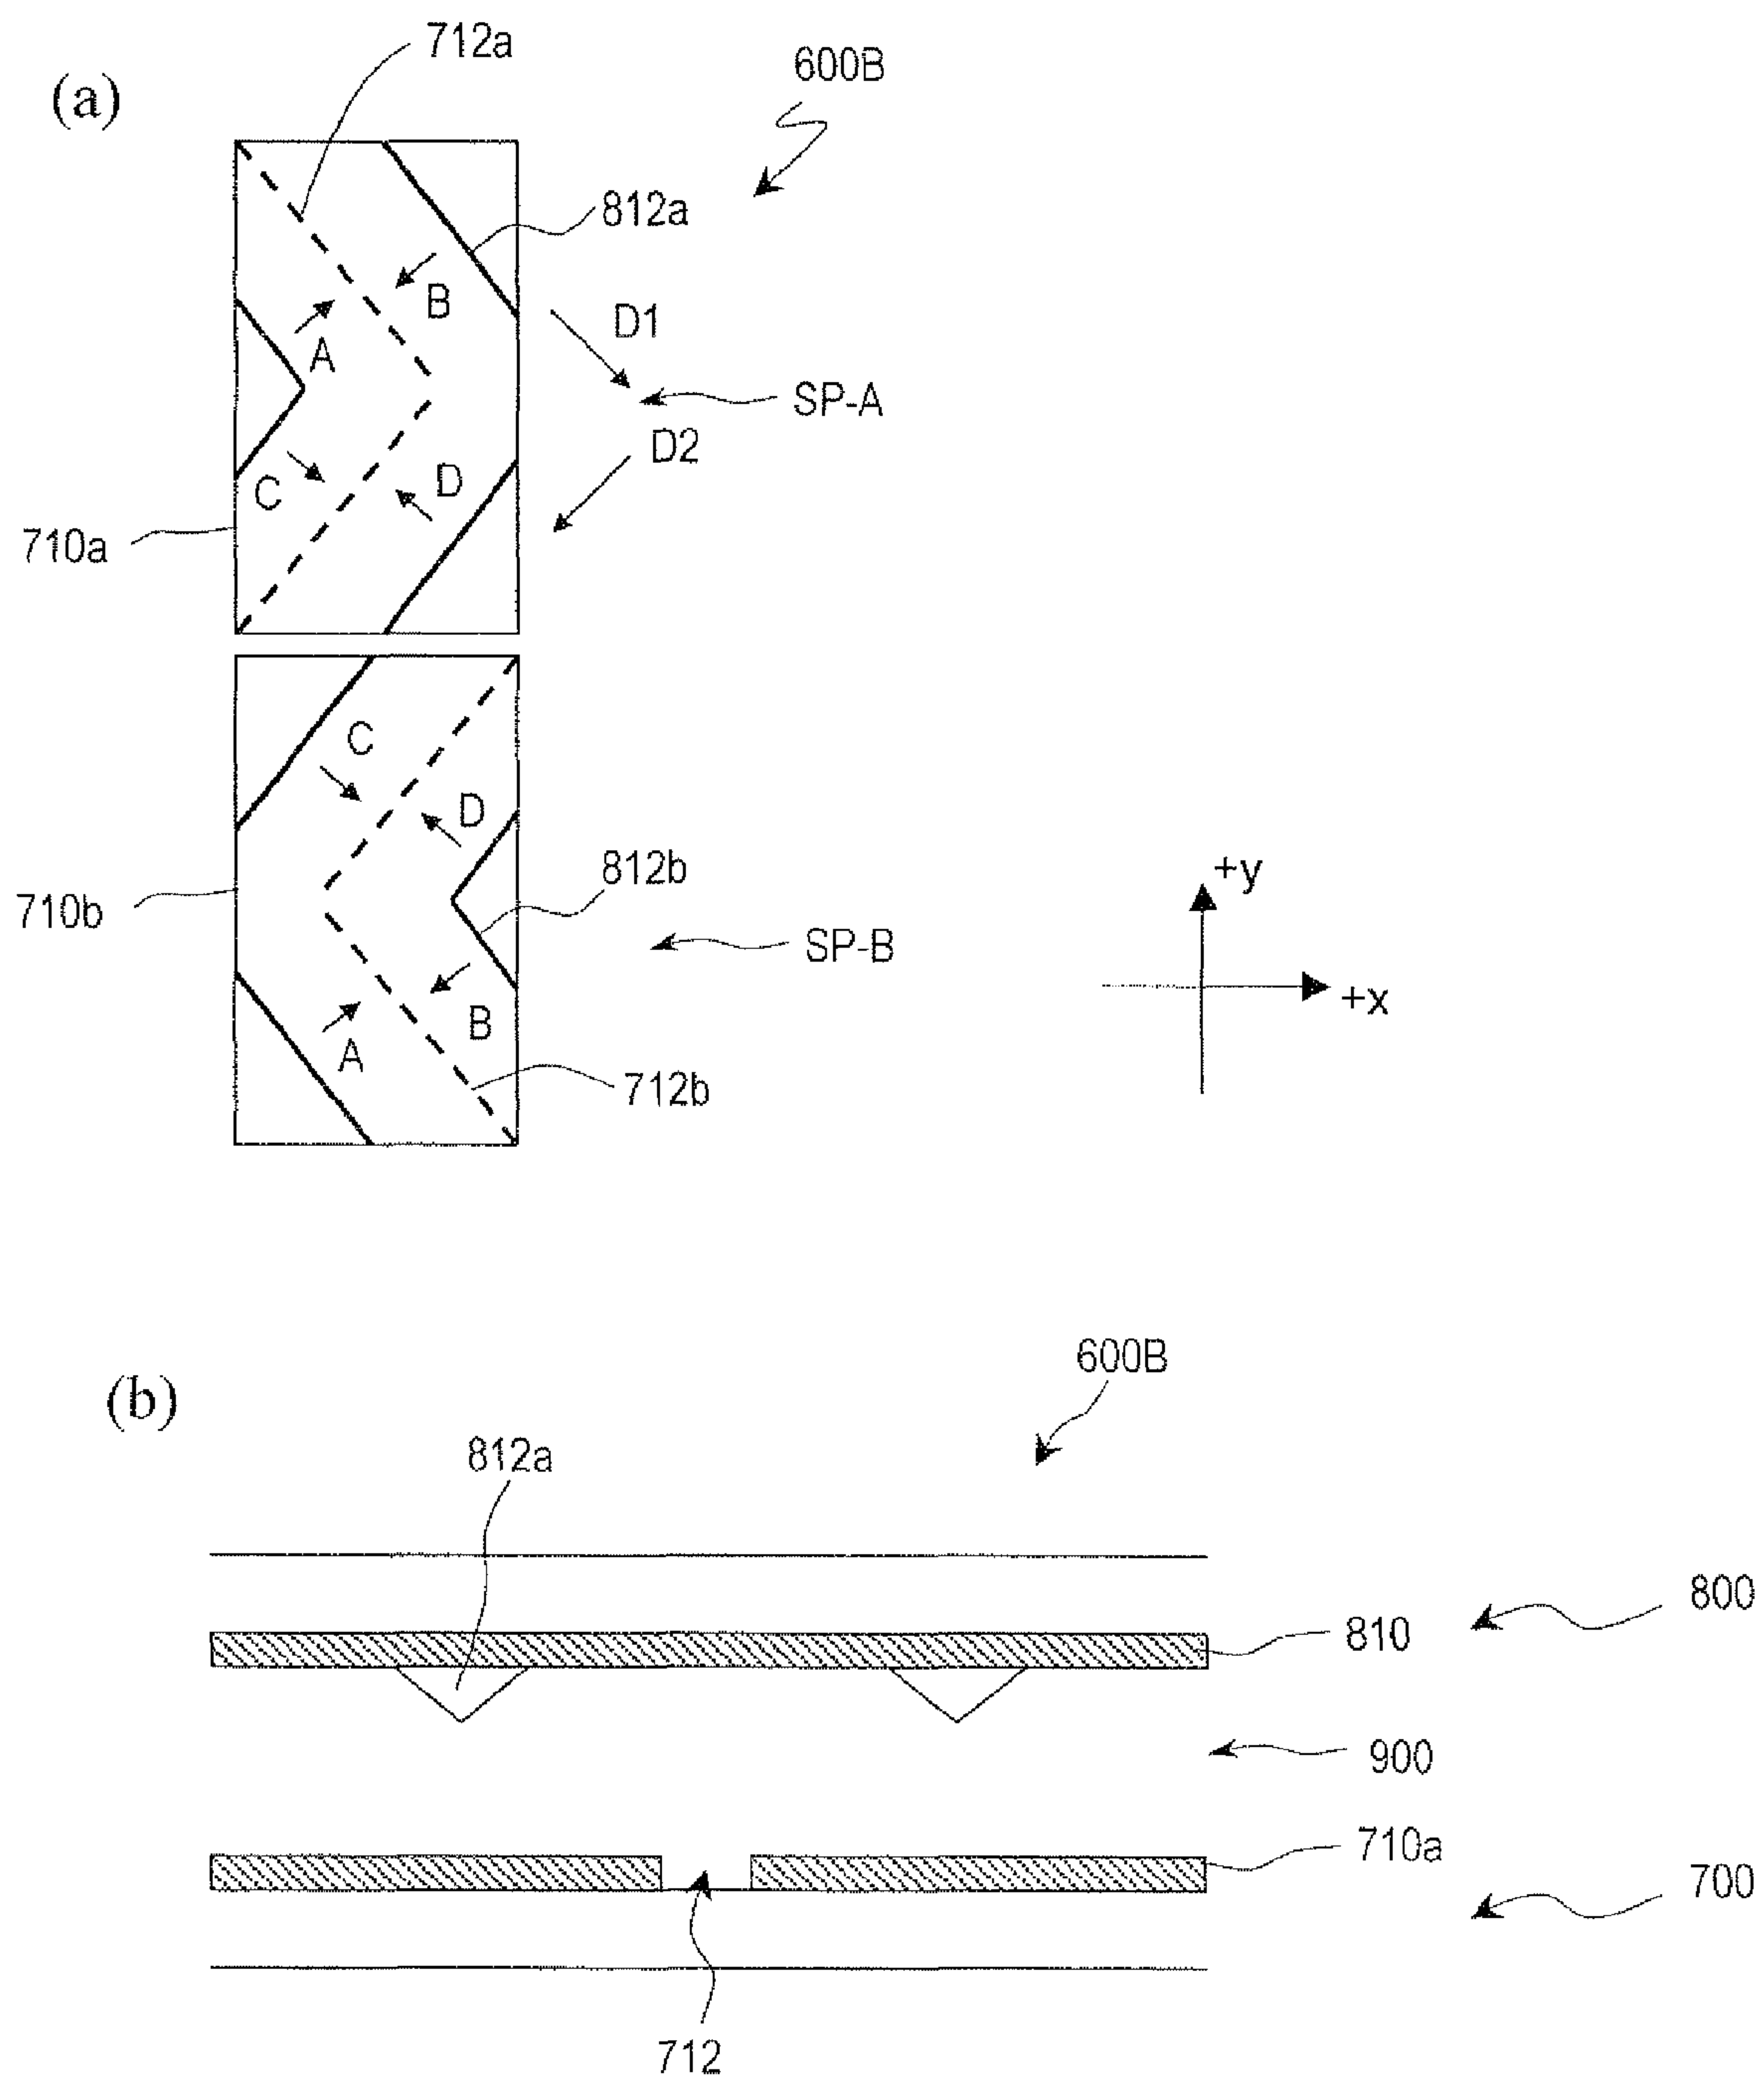 (a)
712a
600B
812a
B
D1
A
SP-A
D2
D
C
710a
C
D
812b
710b
SP-B
+y
+x
B
A
712b
(b)
600B
812a
800
810
900
710a
700
712